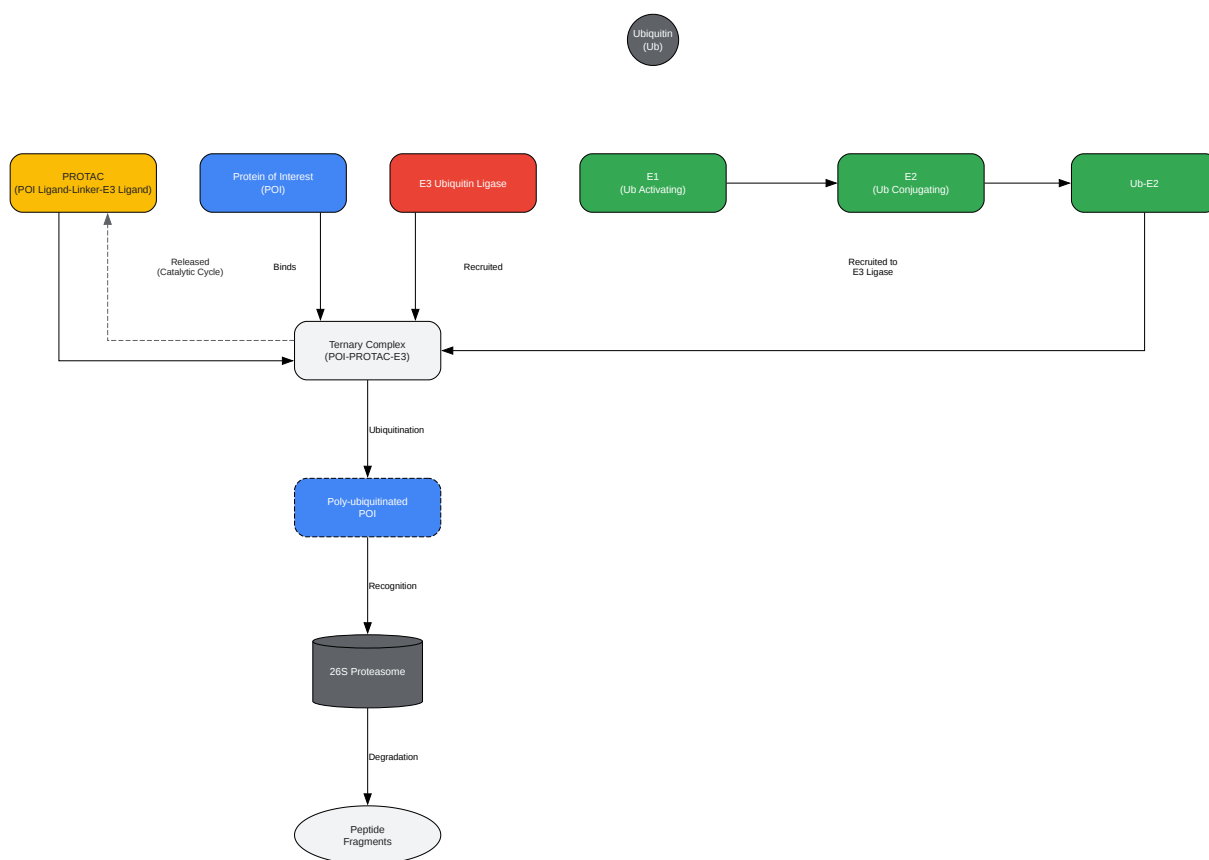 Ubiquitin
(Ub)
PROTAC
(POI Ligand-Linker-E3 Ligand)
Protein of Interest
(POI)
E3 Ubiquitin Ligase
E1
(Ub Activating)
E2
(Ub Conjugating)
Ub-E2
Released
(Catalytic Cycle)
Binds
Recruited
Recruited to
E3 Ligase
Ternary Complex
(POI-PROTAC-E3)
Ubiquitination
Poly-ubiquitinated
POI
Recognition
26S Proteasome
Degradation
Peptide
Fragments